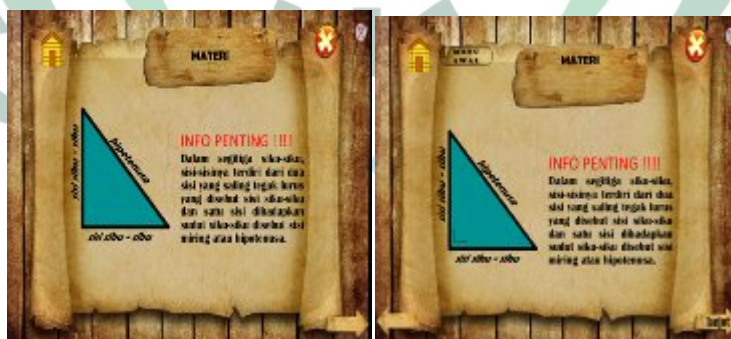 MATERI
INFO PENTING !!!!
Dalam segitiga siku-siku,
sisi-sisinya terdiri dari dua
sisi yang saling tegak lurus
yang disebut sisi siku-siku
dan satu sisi dihadapkan
sudut siku-siku disebut sisi
miring atau hipotenusa.
hipotenusa
sisi siku - siku
sisi siku - siku
MENU
AWAL
MATERI
INFO PENTING !!!!
Dalam segitiga siku-siku,
sisi-sisinya terdiri dari dua
sisi yang saling tegak lurus
yang disebut sisi siku-siku
dan satu sisi dihadapkan
sudut siku-siku disebut sisi
miring atau hipotenusa.
hipotenusa
sisi siku - siku
sisi siku - siku